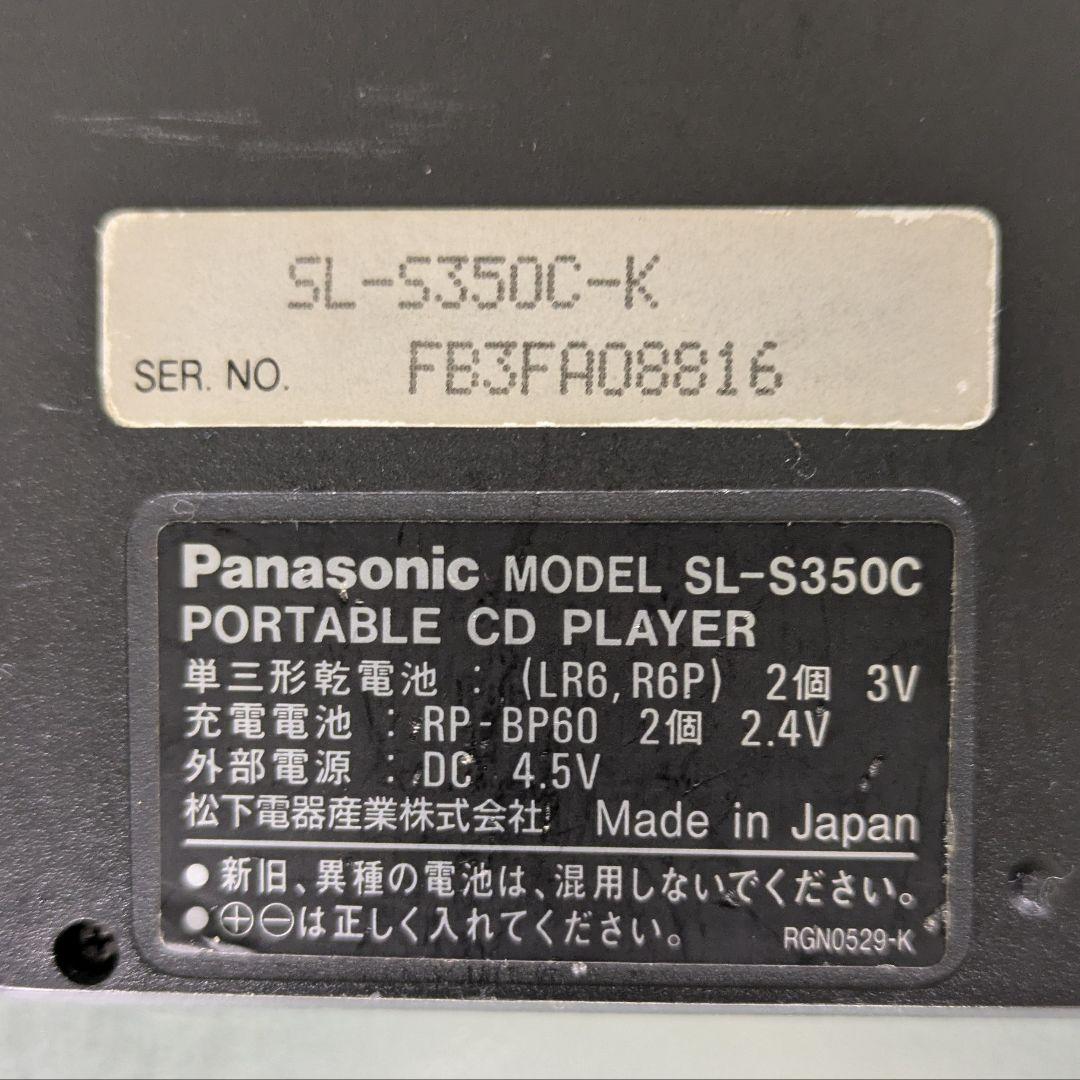 SL-S350C-K
SER. NO. FB3FA08816
Panasonic MODEL SL-S350C
PORTABLE CD PLAYER
単三形乾電池 : (LR6, R6P) 2個 3V
充電電池 : RP-BP60 2個 2.4V
外部電源 : DC 4.5V
松下電器産業株式会社 Made in Japan
● 新旧、異種の電池は、混用しないでください。
● ⊕⊖は正しく入れてください。 RGN0529-K